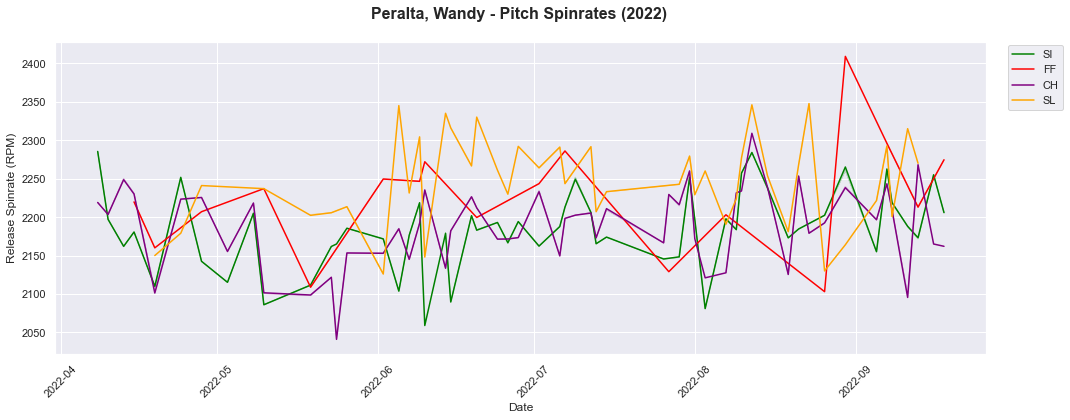 Peralta, Wandy - Pitch Spinrates (2022)
SI
FF
CH
SL
Release Spinrate (RPM)
2400
2350
2300
2250
2200
2150
2100
2050
2022-04
2022-05
2022-06
2022-07
2022-08
2022-09
Date